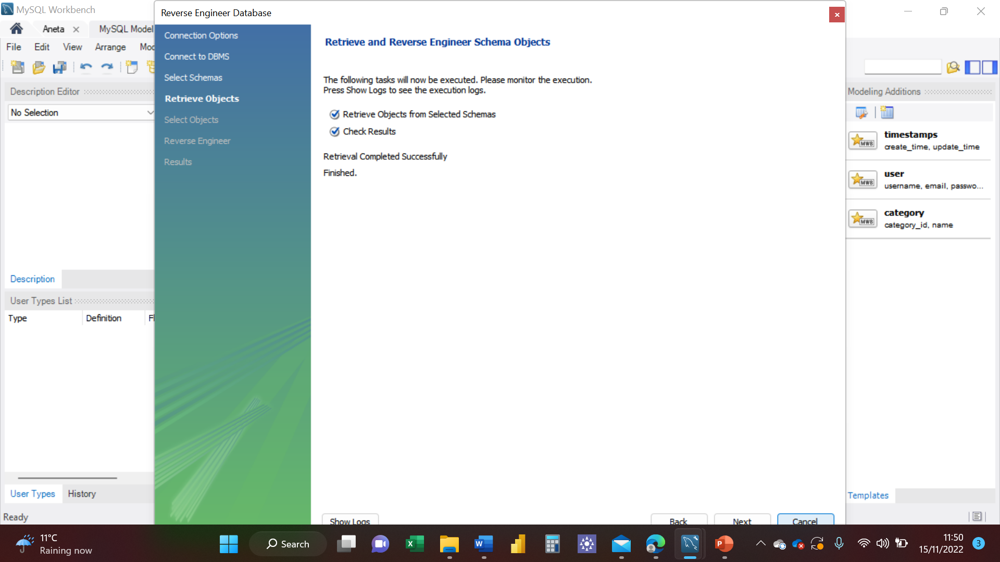 MySQL Workbench
Reverse Engineer Database
Aneta
MySQL Model
File Edit View Arrange
Description Editor
No Selection
Description
User Types List
Type Definition
User Types History
Ready
Connection Options
Connect to DBMS
Select Schemas
Retrieve Objects
Select Objects
Reverse Engineer
Results
Retrieve and Reverse Engineer Schema Objects
The following tasks will now be executed. Please monitor the execution.
Press Show Logs to see the execution logs.
Retrieve Objects from Selected Schemas
Check Results
Retrieval Completed Successfully
Finished.
Show Logs Back Next Cancel
Modeling Additions
MWB
timestamps
create_time, update_time
MWB
user
username, email, passwo...
MWB
category
category_id, name
Templates
11°C
Raining now
Search
11:50
15/11/2022
3